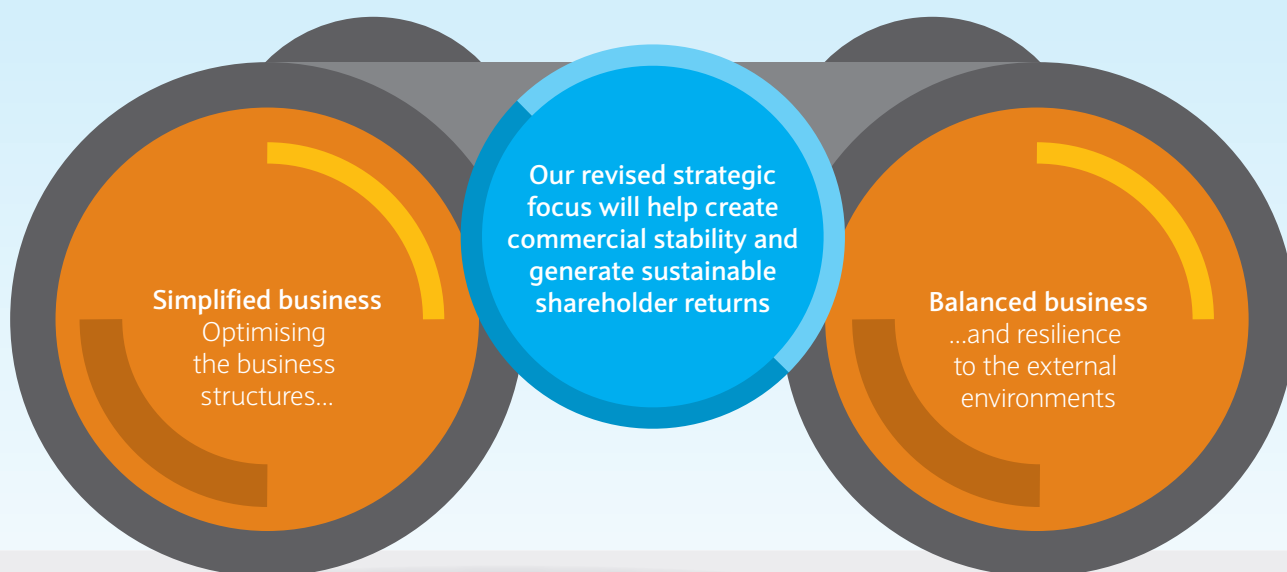 Simplified business
Optimising
the business
structures...
Our revised strategic
focus will help create
commercial stability and
generate sustainable
shareholder returns
Balanced business
...and resilience
to the external
environments